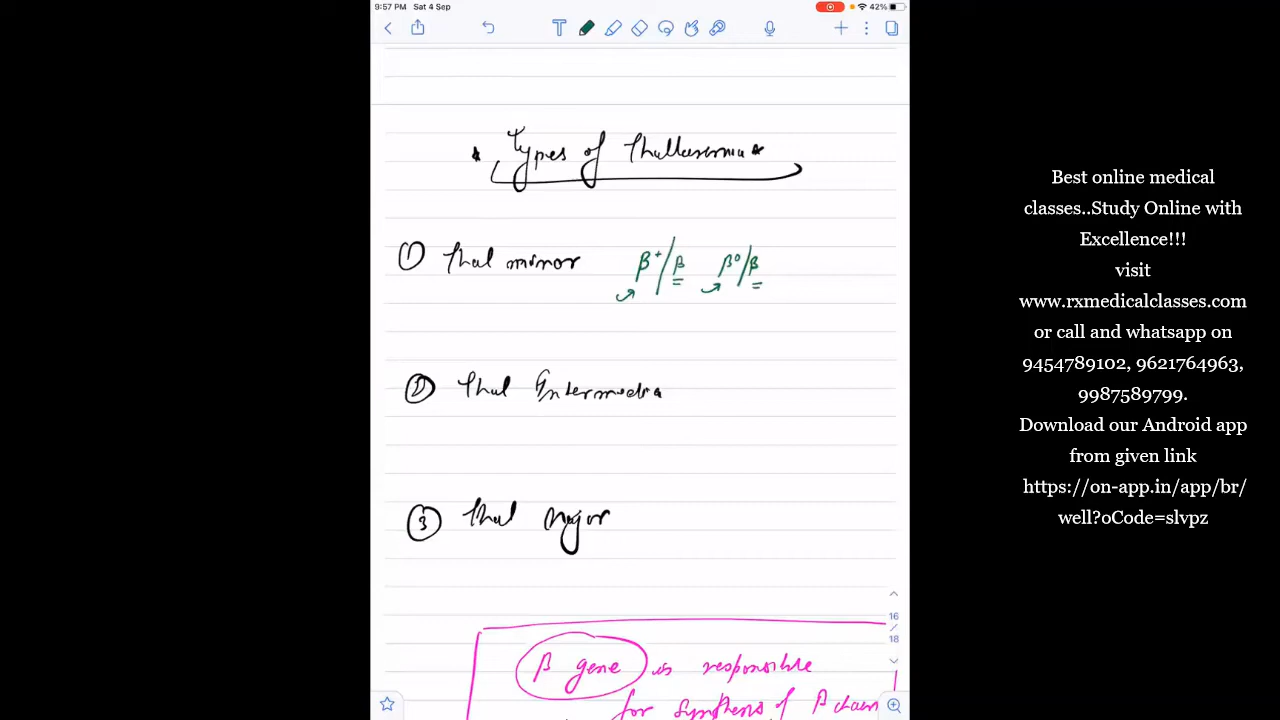 9:57 PM Sat 4 Sep
42%
T
* Types of Thallasemia *
① Thal minor β+/β β0/β
② Thal Intermedia
③ Thal Major
16
18
β gene is responsible
for synthesis of β chain
Best online medical
classes..Study Online with
Excellence!!!
visit
www.rxmedicalclasses.com
or call and whatsapp on
9454789102, 9621764963,
9987589799.
Download our Android app
from given link
https://on-app.in/app/br/
well?oCode=slvpz